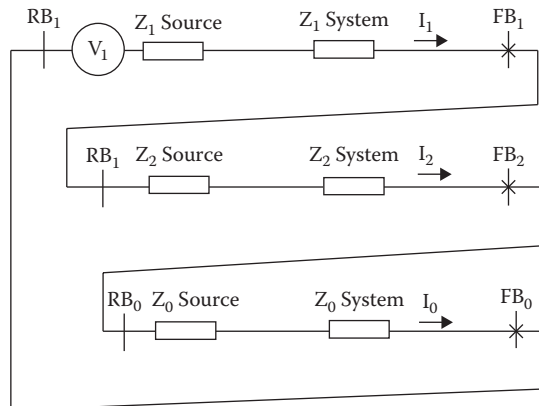 RB₁ Z₁ Source Z₁ System I₁ FB₁
V₁
RB₁ Z₂ Source Z₂ System I₂ FB₂
RB₀ Z₀ Source Z₀ System I₀ FB₀